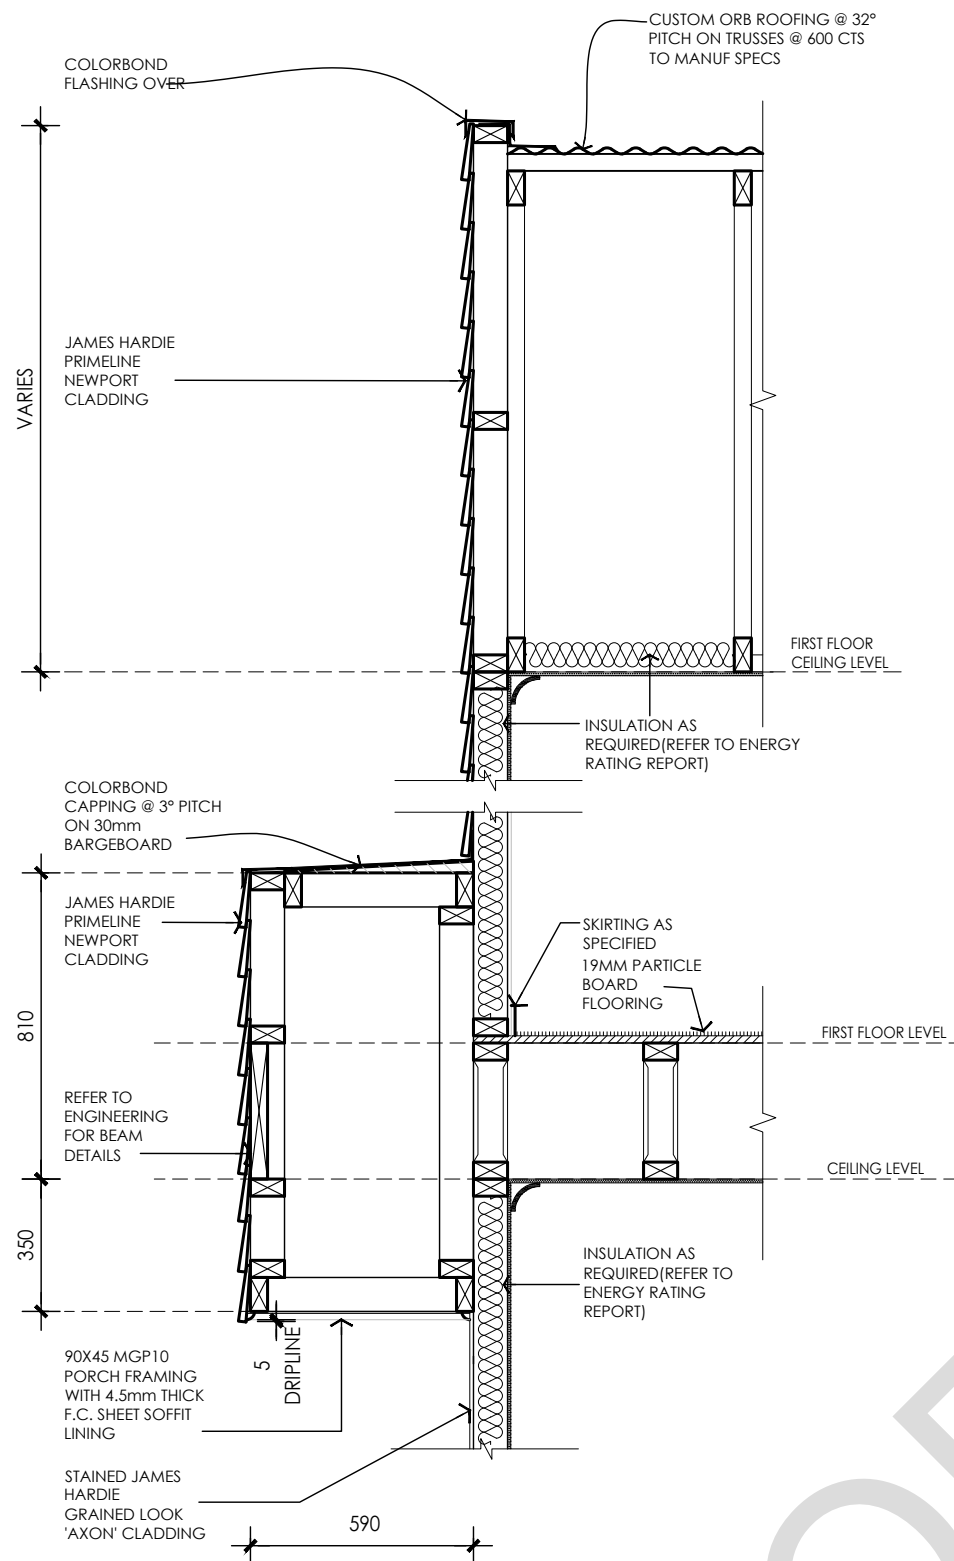 CUSTOM ORB ROOFING @ 32°
PITCH ON TRUSSES @ 600 CTS
TO MANUF SPECS
COLORBOND
FLASHING OVER
JAMES HARDIE
PRIMELINE
NEWPORT
CLADDING
VARIES
FIRST FLOOR
CEILING LEVEL
INSULATION AS
REQUIRED(REFER TO ENERGY
RATING REPORT)
COLORBOND
CAPPING @ 3° PITCH
ON 30mm
BARGEBOARD
JAMES HARDIE
PRIMELINE
NEWPORT
CLADDING
SKIRTING AS
SPECIFIED
19MM PARTICLE
BOARD
FLOORING
810
FIRST FLOOR LEVEL
REFER TO
ENGINEERING
FOR BEAM
DETAILS
CEILING LEVEL
350
INSULATION AS
REQUIRED(REFER TO
ENERGY RATING
REPORT)
5
DRIPLINE
90X45 MGP10
PORCH FRAMING
WITH 4.5mm THICK
F.C. SHEET SOFFIT
LINING
STAINED JAMES
HARDIE
GRAINED LOOK
'AXON' CLADDING
590